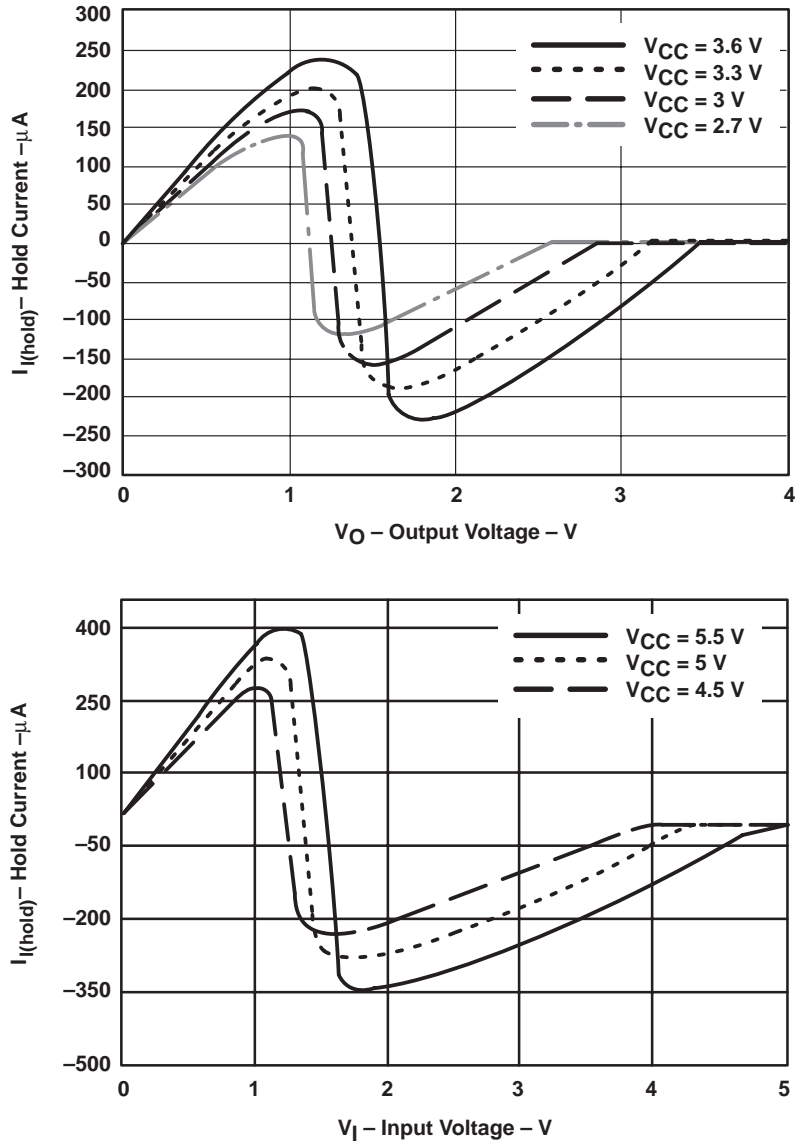 300
250
200
150
100
50
0
–50
–100
–150
–200
–250
–300
I I(hold) – Hold Current –μA
VCC = 3.6 V
VCC = 3.3 V
VCC = 3 V
VCC = 2.7 V
0 1 2 3 4
VO – Output Voltage – V
400
250
100
–50
–200
–350
–500
I I(hold) – Hold Current –μA
VCC = 5.5 V
VCC = 5 V
VCC = 4.5 V
0 1 2 3 4 5
VI – Input Voltage – V